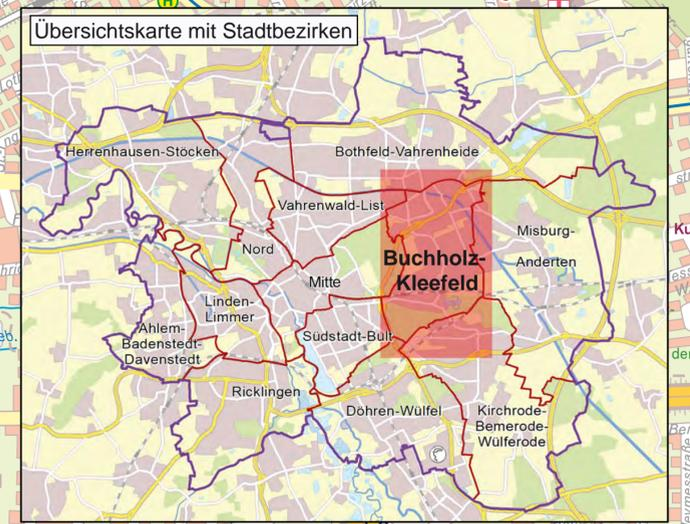 H
Übersichtskarte mit Stadtbezirken
Herrenhausen-Stöcken
Bothfeld-Vahrenheide
Vahrenwald-List
Misburg-
Anderten
Nord
Buchholz-
Kleefeld
Mitte
Linden-
Limmer
Ahlem-
Badenstedt-
Davenstedt
Südstadt-Bult
Ricklingen
Döhren-Wülfel
Kirchrode-
Bemerode-
Wülferode